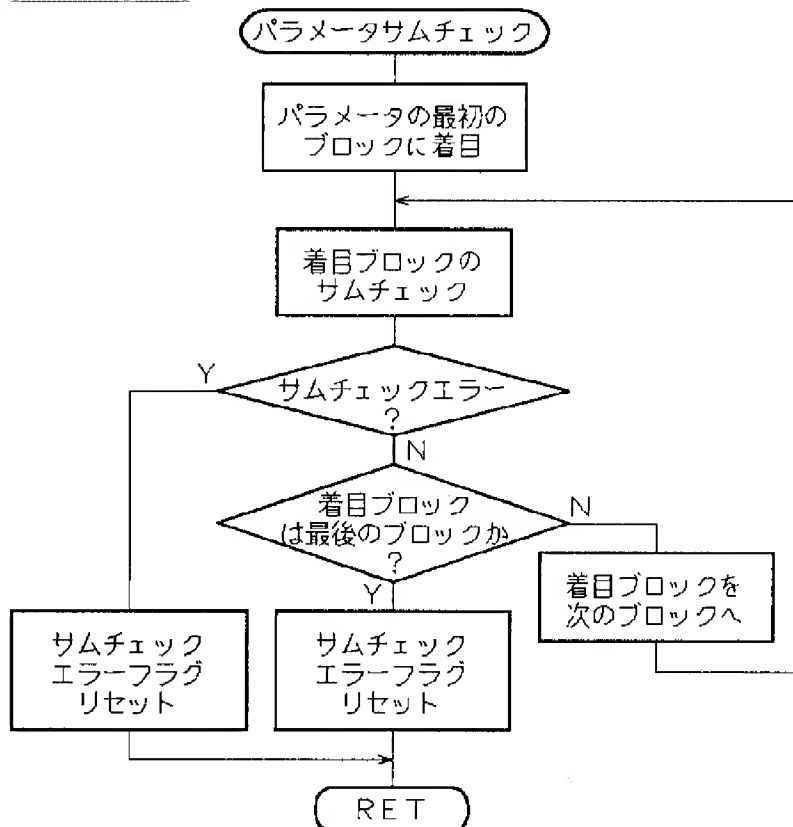 パラメータサムチェック
パラメータの最初の
ブロックに着目
着目ブロックの
サムチェック
サムチェックエラー
?
Y
N
着目ブロック
は最後のブロックか
?
N
Y
着目ブロックを
次のブロックへ
サムチェック
エラーフラグ
リセット
サムチェック
エラーフラグ
リセット
RET